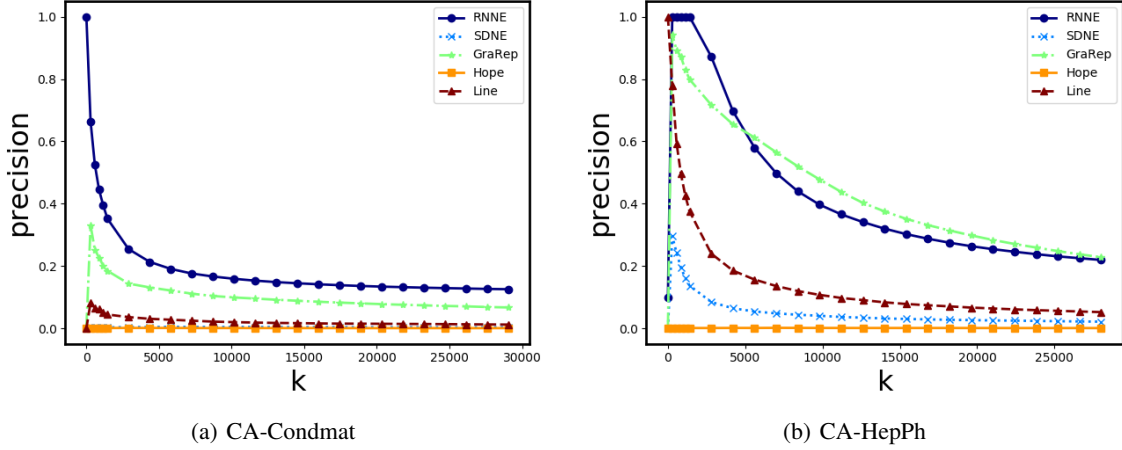 1.0
0.8
0.6
0.4
0.2
0.0
precision
0
5000
10000
15000
20000
25000
30000
k
RNNE
SDNE
GraRep
Hope
Line
(a) CA-Condmat
1.0
0.8
0.6
0.4
0.2
0.0
precision
0
5000
10000
15000
20000
25000
k
RNNE
SDNE
GraRep
Hope
Line
(b) CA-HepPh